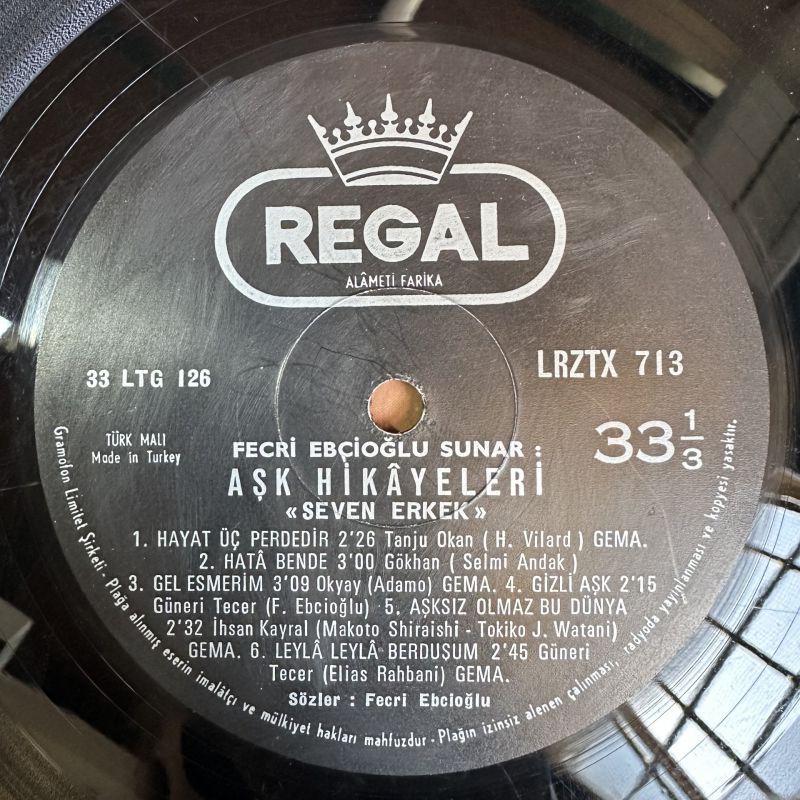 REGAL
ALÂMETİ FARİKA
33 LTG 126
LRZTX 713
TÜRK MALI
Made in Turkey
33 1/3
FECRİ EBÇİOĞLU SUNAR :
AŞK HİKÂYELERİ
«SEVEN ERKEK»
1. HAYAT ÜÇ PERDEDİR 2'26 Tanju Okan ( H. Vilard ) GEMA.
2. HATÂ BENDE 3'00 Gökhan ( Selmi Andak )
3. GEL ESMERİM 3'09 Okyay (Adamo) GEMA. 4. GİZLİ AŞK 2'15
Güneri Tecer (F. Ebcioğlu) 5. AŞKSIZ OLMAZ BU DÜNYA
2'32 İhsan Kayral (Makoto Shiraishi - Tokiko J. Watani)
GEMA. 6. LEYLÂ LEYLÂ BERDUŞUM 2'45 Güneri
Tecer (Elias Rahbani) GEMA.
Sözler : Fecri Ebcioğlu
Gramofon Limitet Şirketi - Plağa alınmış eserin imalâtçı ve mülkiyet hakları mahfuzdur - Plağın izinsiz alenen çalınması, radyoda yayınlanması ve kopyesi yasaktır.